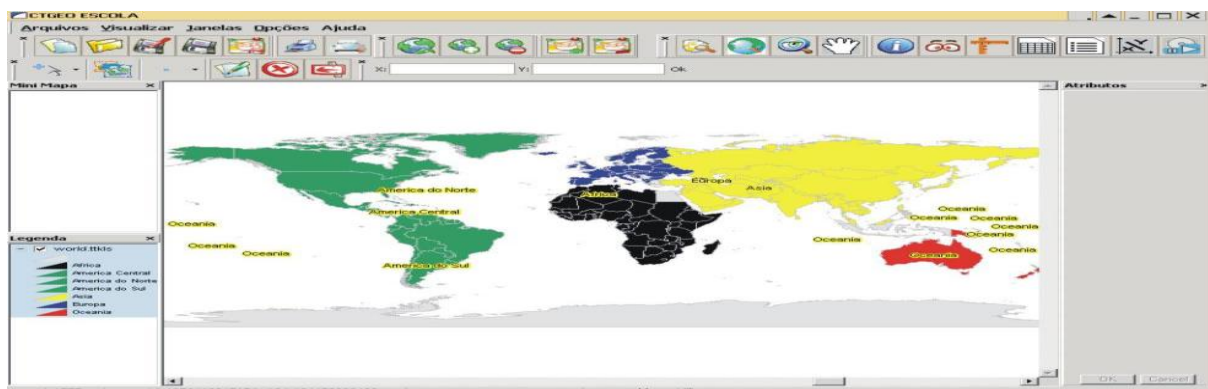 CTGEO ESCOLA
Arquivos Visualizar Janelas Opções Ajuda
X: Y: Ok
Mini Mapa
Atributos
America do Norte
Europa
Asia
Africa
America Central
Oceania
Oceania
Oceania
Oceania
Oceania
Oceania
Oceania
Oceania
Oceania
Oceania
Oceania
America do Sul
Legenda
world.ttkls
Africa
America Central
America do Norte
America do Sul
Asia
Europa
Oceania
OK Cancel